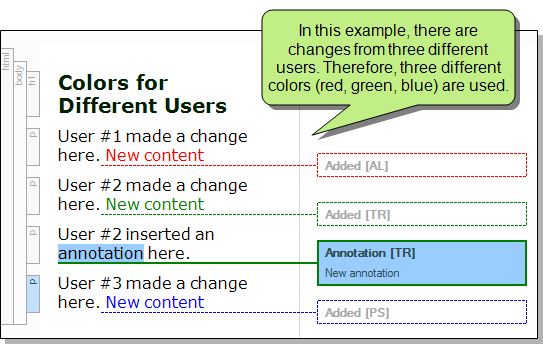 In this example, there are
changes from three different
users. Therefore, three different
colors (red, green, blue) are used.
html
body
h1
Colors for
Different Users
p
User #1 made a change
here. New content
Added [AL]
p
User #2 made a change
here. New content
Added [TR]
p
User #2 inserted an
annotation here.
Annotation [TR]
New annotation
p
User #3 made a change
here. New content
Added [PS]